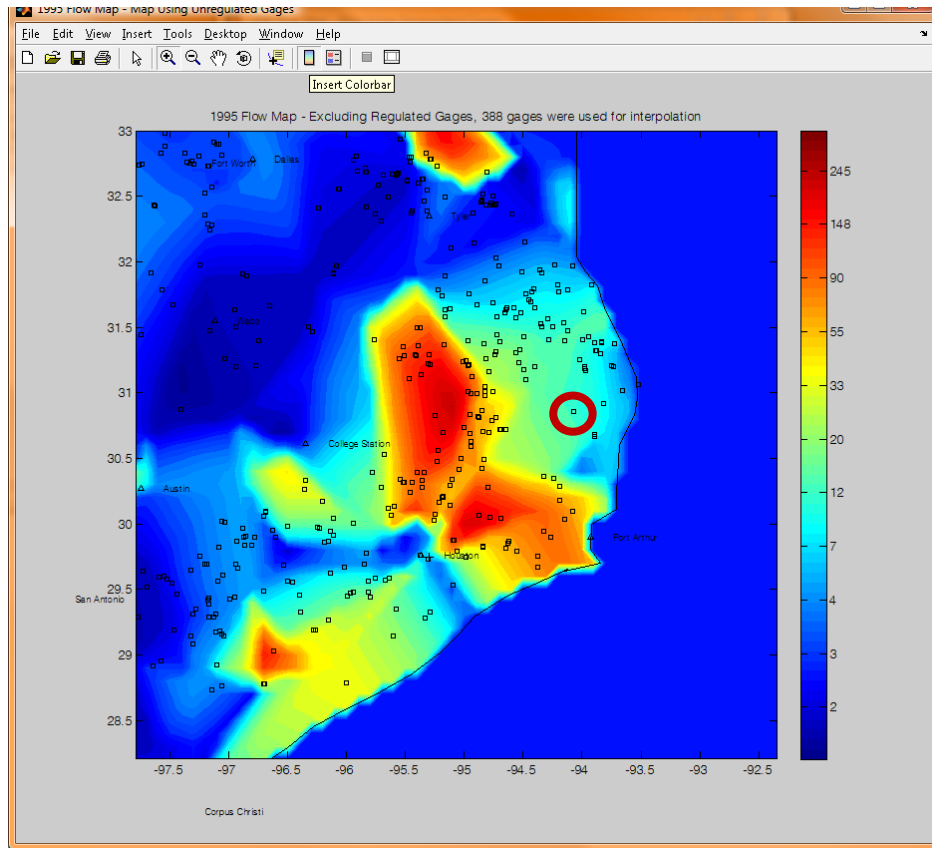 1995 Flow Map - Map Using Unregulated Gages
File Edit View Insert Tools Desktop Window Help
Insert Colorbar
1995 Flow Map - Excluding Regulated Gages, 388 gages were used for interpolation
33
32.5
32
31.5
31
30.5
30
29.5
29
28.5
Fort Worth
Dallas
Tyler
Waco
College Station
Austin
Port Arthur
Houston
San Antonio
-97.5 -97 -96.5 -96 -95.5 -95 -94.5 -94 -93.5 -93 -92.5
Corpus Christi
245
148
90
55
33
20
12
7
4
3
2